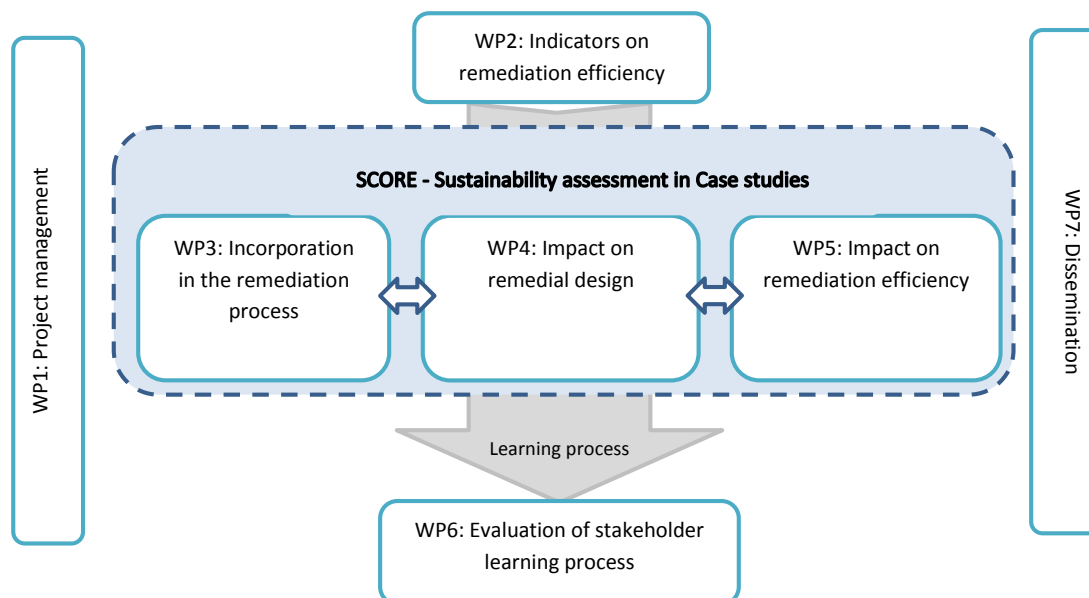 WP1: Project management
WP2: Indicators on
remediation efficiency
SCORE - Sustainability assessment in Case studies
WP3: Incorporation
in the remediation
process
WP4: Impact on
remedial design
WP5: Impact on
remediation efficiency
Learning process
WP6: Evaluation of stakeholder
learning process
WP7: Dissemination